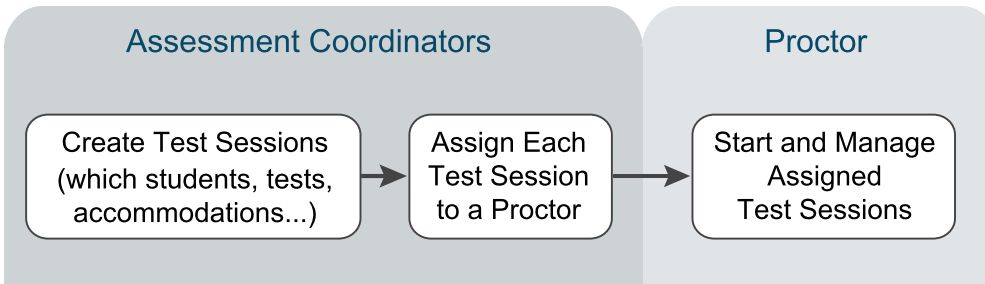 Assessment Coordinators
Proctor
Create Test Sessions
(which students, tests,
accommodations...)
Assign Each
Test Session
to a Proctor
Start and Manage
Assigned
Test Sessions